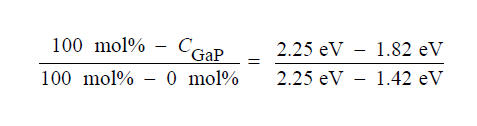 100 mol% − C_GaP = 2.25 eV − 1.82 eV
100 mol% − 0 mol% 2.25 eV − 1.42 eV